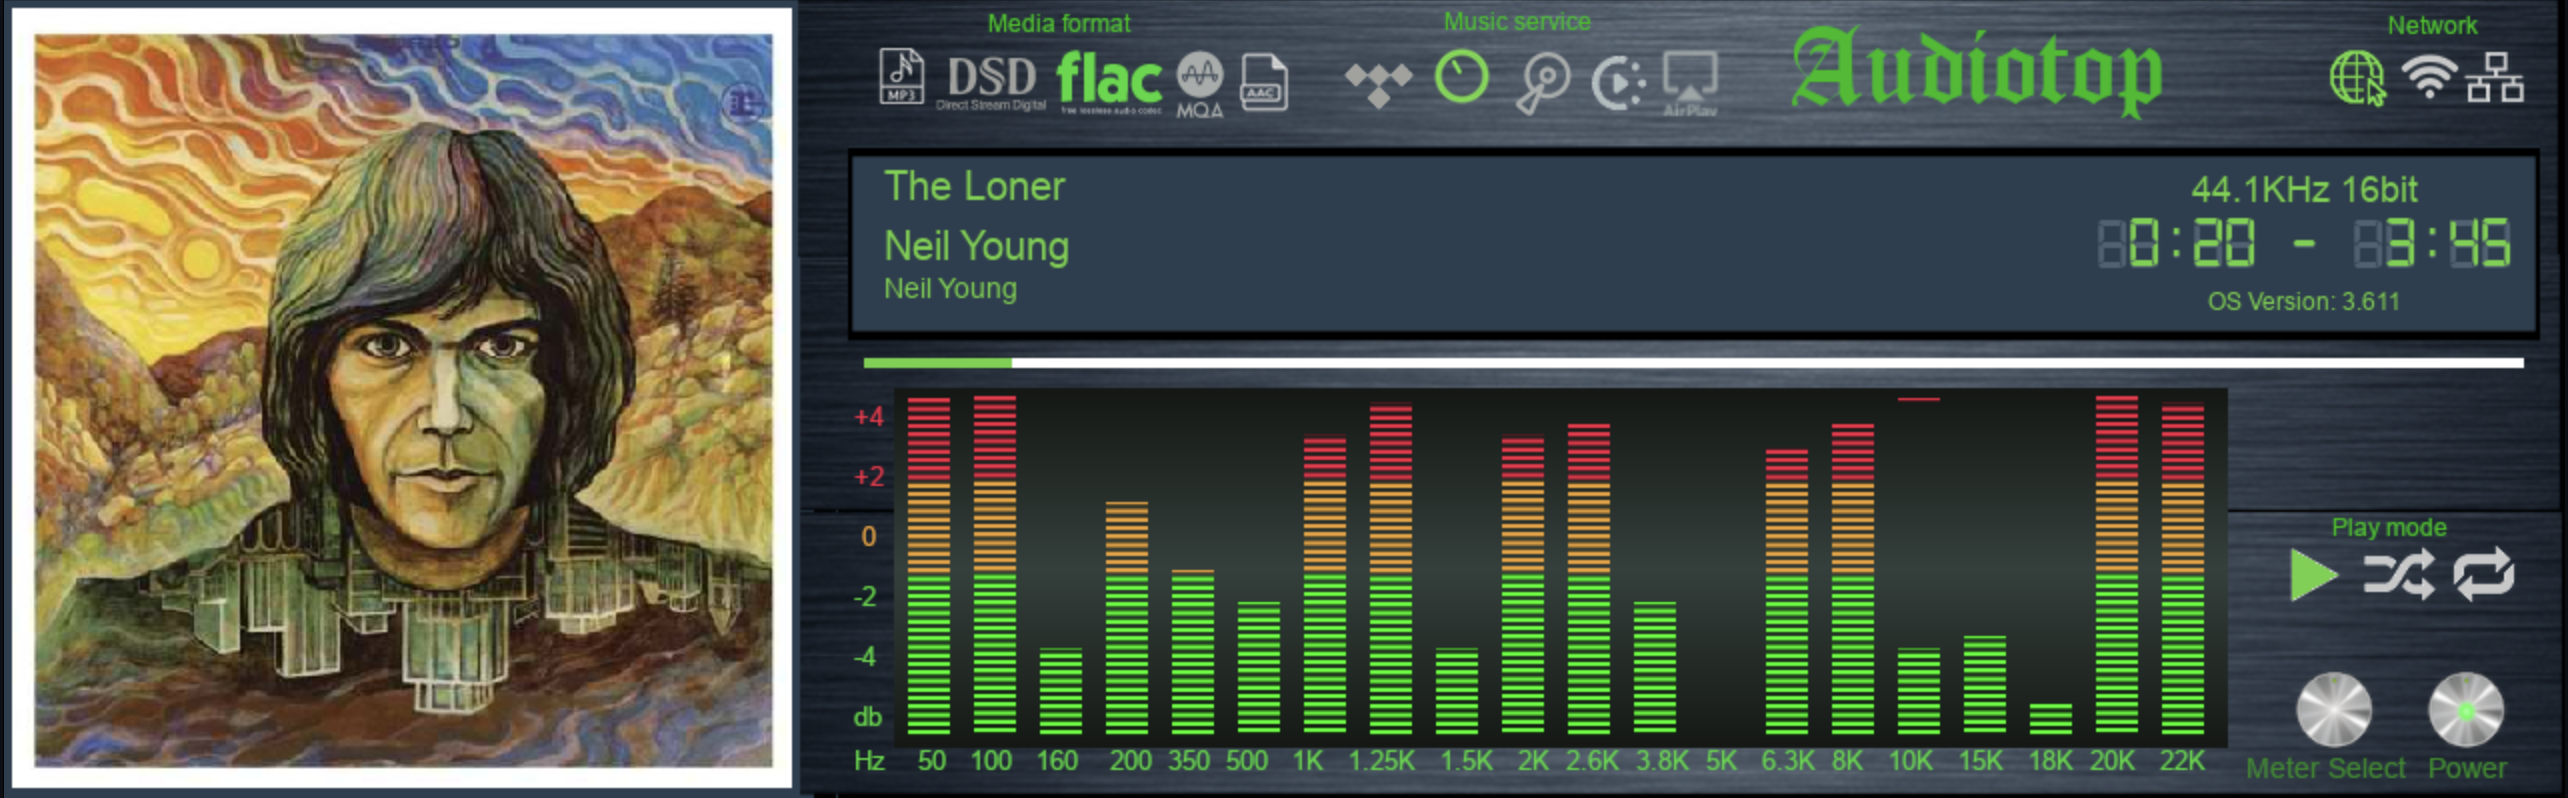 Media format
Music service
Network
MP3
DSD
Direct Stream Digital
flac
free lossless audio codec
MQA
AAC
AirPlay
Audiotop
The Loner
Neil Young
Neil Young
44.1KHz 16bit
0:20 - 3:45
OS Version: 3.611
+4
+2
0
-2
-4
db
Hz 50 100 160 200 350 500 1K 1.25K 1.5K 2K 2.6K 3.8K 5K 6.3K 8K 10K 15K 18K 20K 22K
Play mode
Meter Select Power